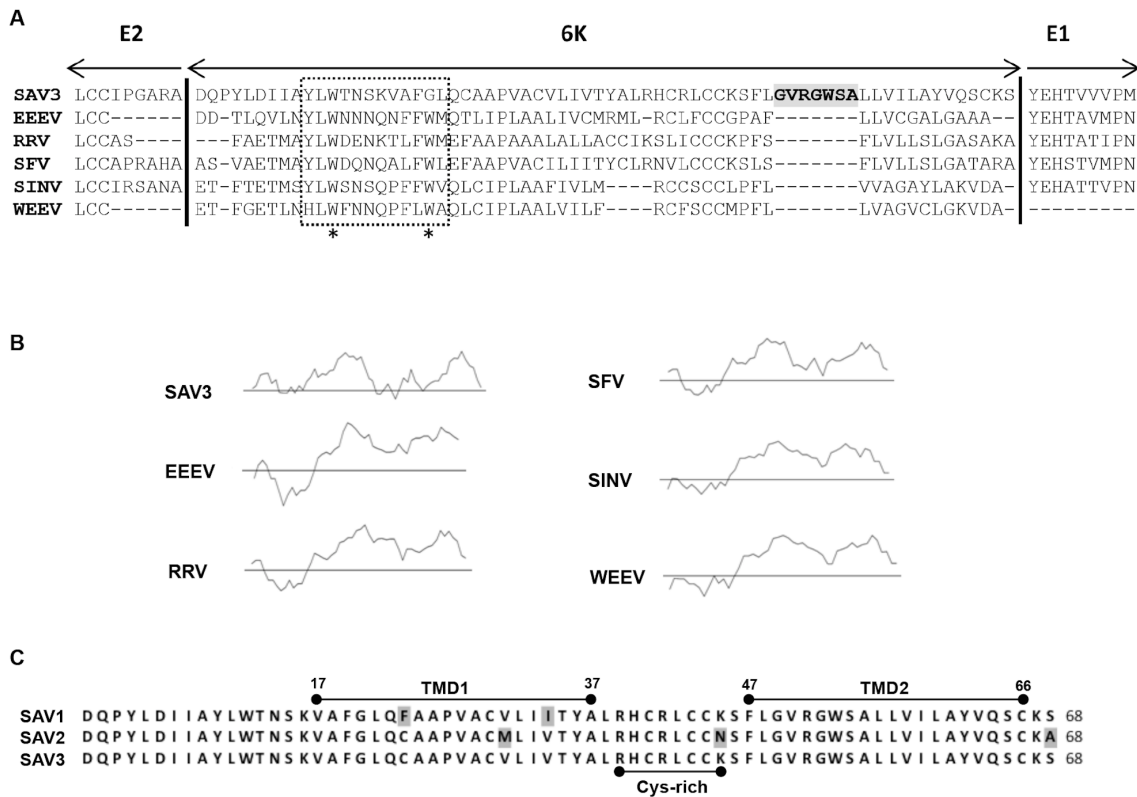 A
E2 6K E1
SAV3 LCCIPGARA DQPYLDIIAYLWTNSKVAFGLQCAAPVACVLIVTYALRHCRLCCKSFLGVRGWSALLVILAYVQSCKS YEHTVVVPM
EEEV LCC------ DD-TLQVLNYLWNNNQNFFWMQTLIPLAALIVCMRML-RCLFCCGPAF-------LLVCGALGAAA- YEHTAVMPN
RRV LCCAS---- ---FAETMAYLWDENKTLFWMEFAAPAAALALLACCIKSLICCCKPFS-------FLVLLSLGASAKA YEHTATIPN
SFV LCCAPRAHA AS-VAETMAYLWDQNQALFWLEFAAPVACILIITYCLRNVLCCCKSLS-------FLVLLSLGATARA YEHSTVMPN
SINV LCCIRSANA ET-FTETMSYLWSNSQPFFWVQLCIPLAAFIVLM----RCCSCCLPFL-------VVAGAYLAKVDA- YEHATTVPN
WEEV LCC------ ET-FGETLNHLWFNNQPFLWAQLCIPLAALVILF----RCFSCCMPFL-------LVAGVCLGKVDA- ---------
* *
B
SAV3 SFV
EEEV SINV
RRV WEEV
C
17 TMD1 37 47 TMD2 66
SAV1 DQPYLDIIAYLWTNSKVAFGLQFAAPVACVLIITYALRHCRLCCKSFLGVRGWSALLVILAYVQSCKS 68
SAV2 DQPYLDIIAYLWTNSKVAFGLQCAAPVACMLIVTYALRHCRLCCNSFLGVRGWSALLVILAYVQSCKA 68
SAV3 DQPYLDIIAYLWTNSKVAFGLQCAAPVACVLIVTYALRHCRLCCKSFLGVRGWSALLVILAYVQSCKS 68
Cys-rich